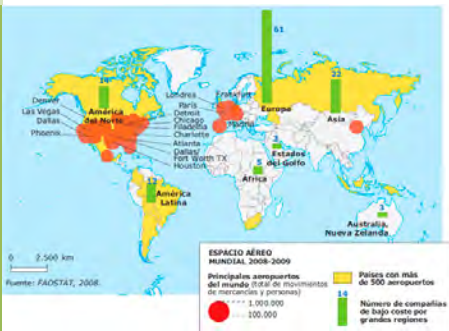 61
14
22
Londres
Frankfurt
Denver
Las Vegas
Dallas
Phoenix
América
del Norte
París
Detroit
Chicago
Filadelfia
Charlotte
Madrid
Atlanta
Dallas/
Fort Worth TX
Houston
Europa
Asia
2
Estados
del Golfo
5
África
12
América
Latina
3
Australia,
Nueva Zelanda
0 2.500 km
Fuente: FAOSTAT, 2008.
ESPACIO AÉREO
MUNDIAL 2008-2009
Principales aeropuertos
del mundo (total de movimientos
de mercancías y personas)
1.000.000
100.000
Países con más
de 500 aeropuertos
14
Número de compañías
de bajo coste por
grandes regiones